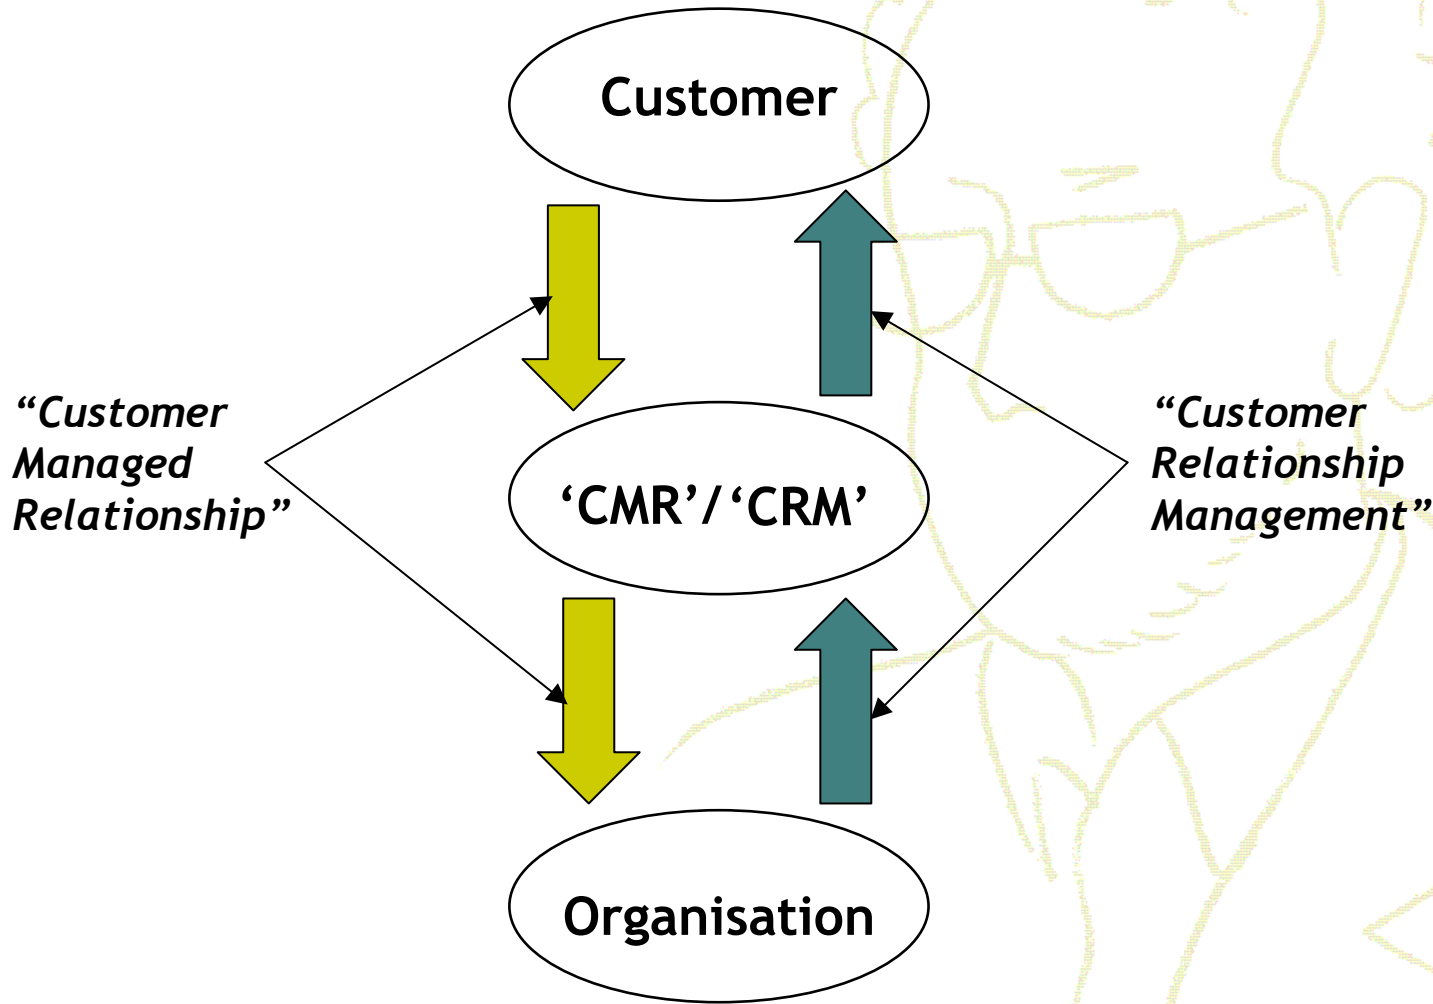 Customer
“Customer
Managed
Relationship”
‘CMR’/‘CRM’
“Customer
Relationship
Management”
Organisation